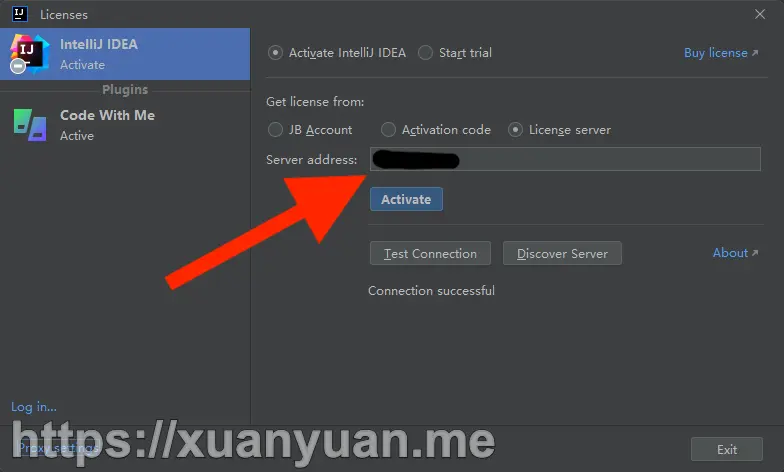 Licenses
IntelliJ IDEA
Activate
Plugins
Code With Me
Active
Activate IntelliJ IDEA Start trial Buy license
Get license from:
JB Account Activation code License server
Server address:
Activate
Test Connection Discover Server About
Connection successful
Log in...
Proxy settings
https://xuanyuan.me
Exit